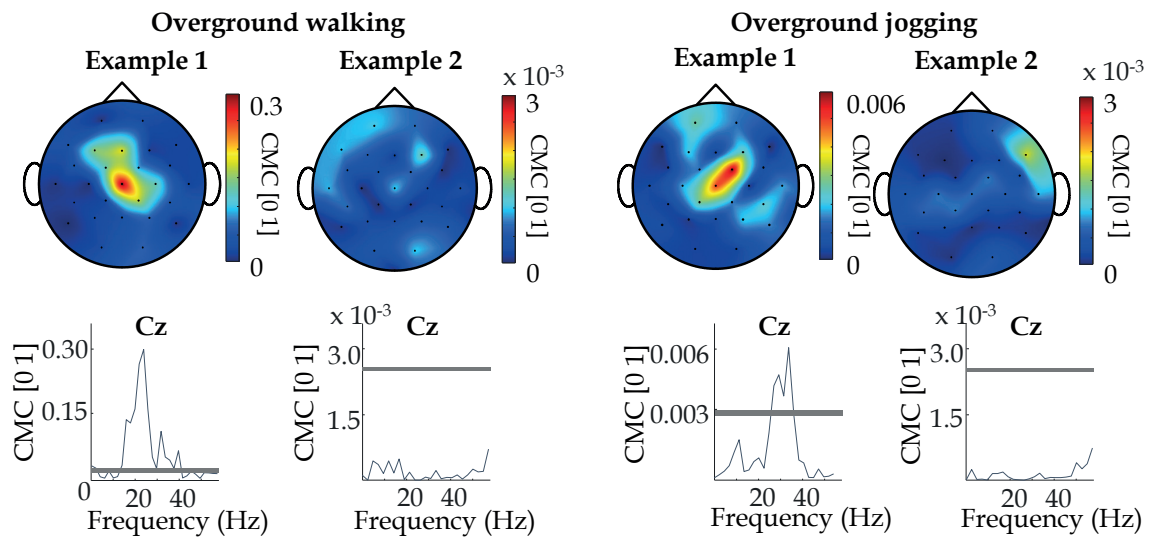 Overground walking
Overground jogging
Example 1
Example 2
Example 1
Example 2
0.3
CMC [0 1]
0
x 10-3
3
CMC [0 1]
0
0.006
CMC [0 1]
0
x 10-3
3
CMC [0 1]
0
Cz
CMC [0 1]
0.30
0.15
0
20 40
Frequency (Hz)
x 10-3
Cz
CMC [0 1]
3.0
1.5
20 40
Frequency (Hz)
Cz
CMC [0 1]
0.006
0.003
20 40
Frequency (Hz)
x 10-3
Cz
CMC [0 1]
3.0
1.5
20 40
Frequency (Hz)